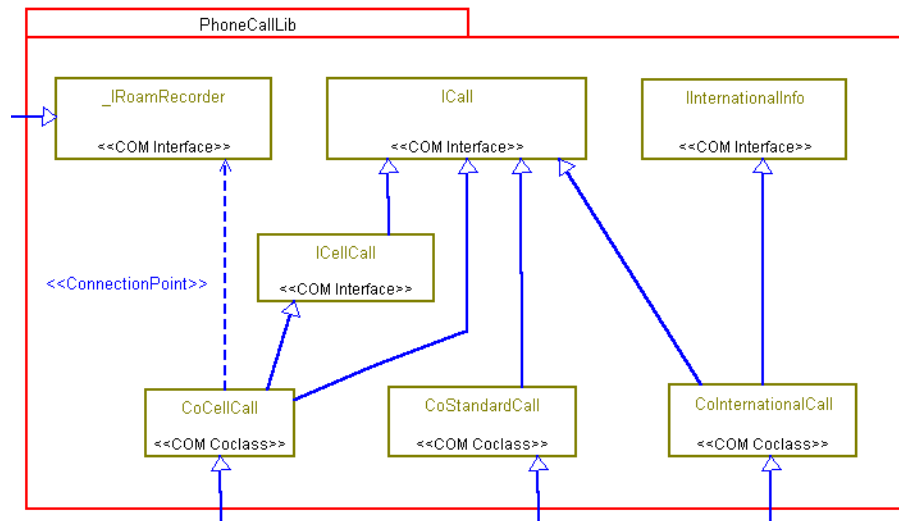 PhoneCallLib
_IRoamRecorder
<<COM Interface>>
ICall
<<COM Interface>>
IInternationalInfo
<<COM Interface>>
ICellCall
<<COM Interface>>
<<ConnectionPoint>>
CoCellCall
<<COM Coclass>>
CoStandardCall
<<COM Coclass>>
CoInternationalCall
<<COM Coclass>>